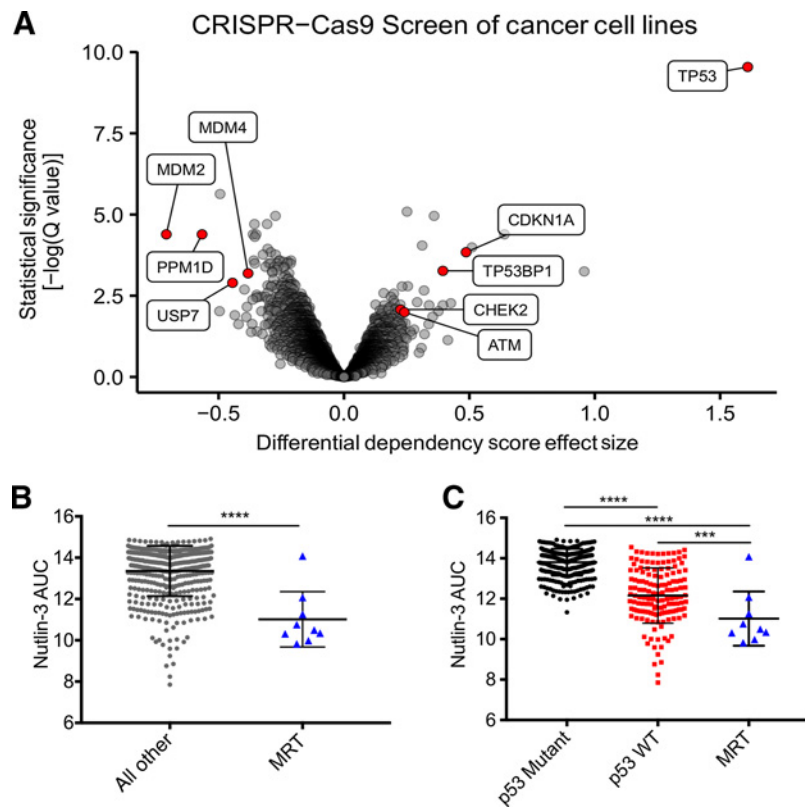 A
CRISPR−Cas9 Screen of cancer cell lines
Statistical significance
[−log(Q value)]
10.0
7.5
5.0
2.5
0.0
TP53
MDM4
MDM2
PPM1D
USP7
CDKN1A
TP53BP1
CHEK2
ATM
−0.5
0.0
0.5
1.0
1.5
Differential dependency score effect size
B
Nutlin-3 AUC
16
14
12
10
8
6
****
All other
MRT
C
Nutlin-3 AUC
16
14
12
10
8
6
****
****
***
p53 Mutant
p53 WT
MRT